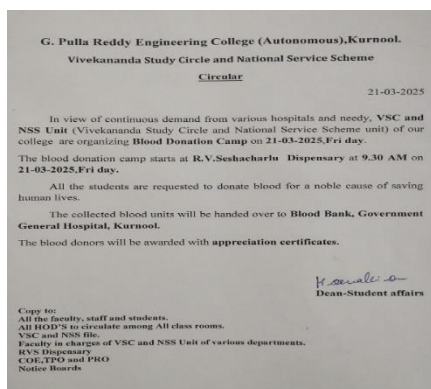 G. Pulla Reddy Engineering College (Autonomous),Kurnool.
Vivekananda Study Circle and National Service Scheme
Circular
21-03-2025
In view of continuous demand from various hospitals and needy, VSC and
NSS Unit (Vivekananda Study Circle and National Service Scheme unit) of our
college are organizing Blood Donation Camp on 21-03-2025,Fri day.
The blood donation camp starts at R.V.Seshacharlu Dispensary at 9.30 AM on
21-03-2025,Fri day.
All the students are requested to donate blood for a noble cause of saving
human lives.
The collected blood units will be handed over to Blood Bank, Government
General Hospital, Kurnool.
The blood donors will be awarded with appreciation certificates.
Dean-Student affairs
Copy to:
All the faculty, staff and students.
All HOD'S to circulate among All class rooms.
VSC and NSS file.
Faculty in charges of VSC and NSS Unit of various departments.
RVS Dispensary
COE,TPO and PRO
Notice Boards